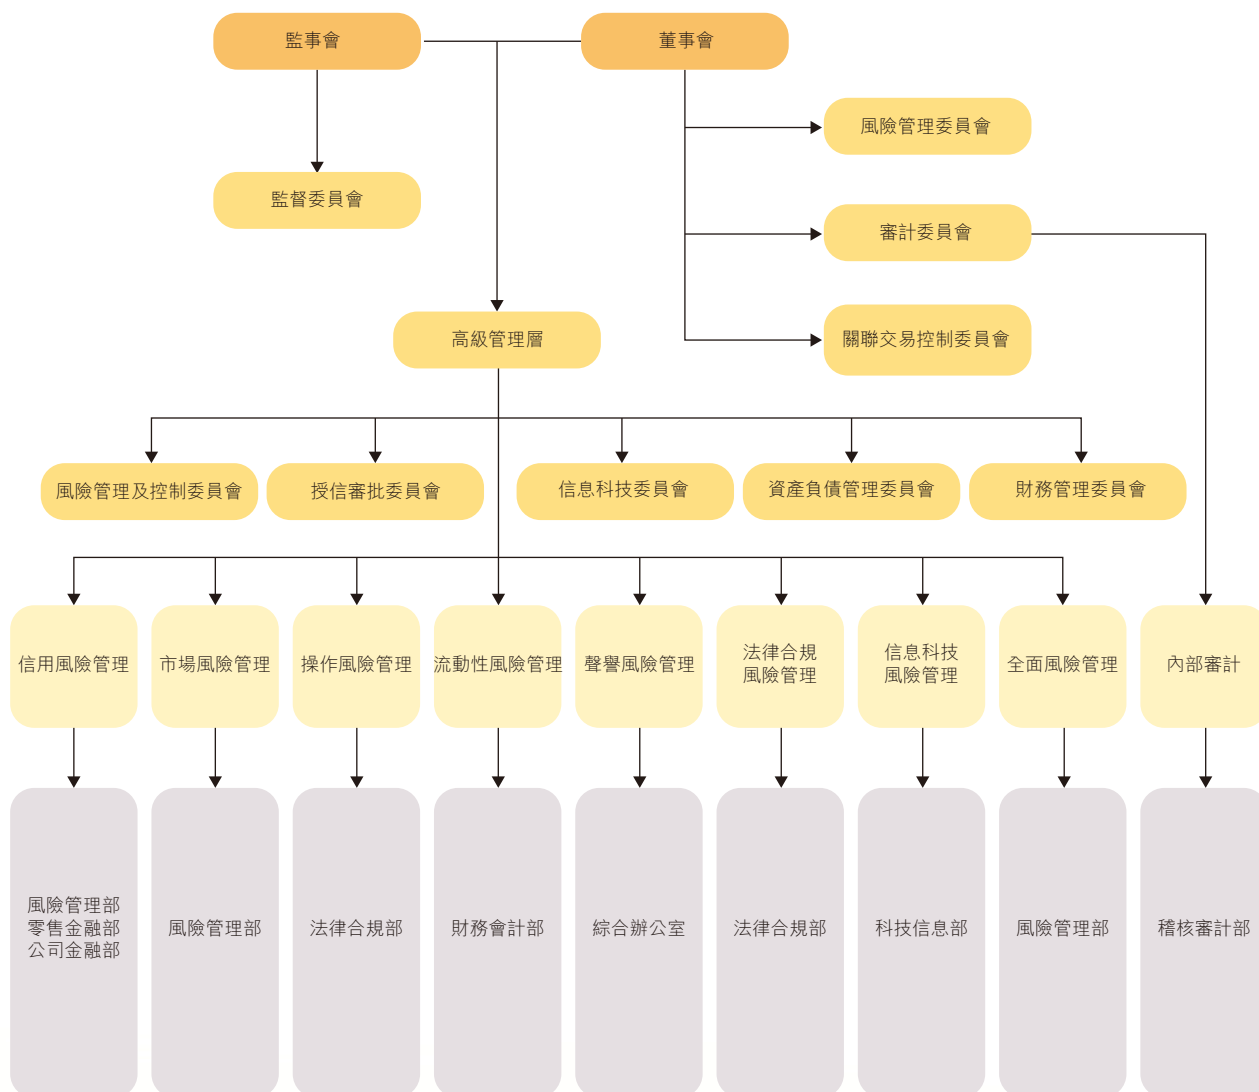 監事會
董事會
風險管理委員會
監督委員會
審計委員會
高級管理層
關聯交易控制委員會
風險管理及控制委員會
授信審批委員會
信息科技委員會
資產負債管理委員會
財務管理委員會
信用風險管理
市場風險管理
操作風險管理
流動性風險管理
聲譽風險管理
法律合規
風險管理
信息科技
風險管理
全面風險管理
內部審計
風險管理部
零售金融部
公司金融部
風險管理部
法律合規部
財務會計部
綜合辦公室
法律合規部
科技信息部
風險管理部
稽核審計部